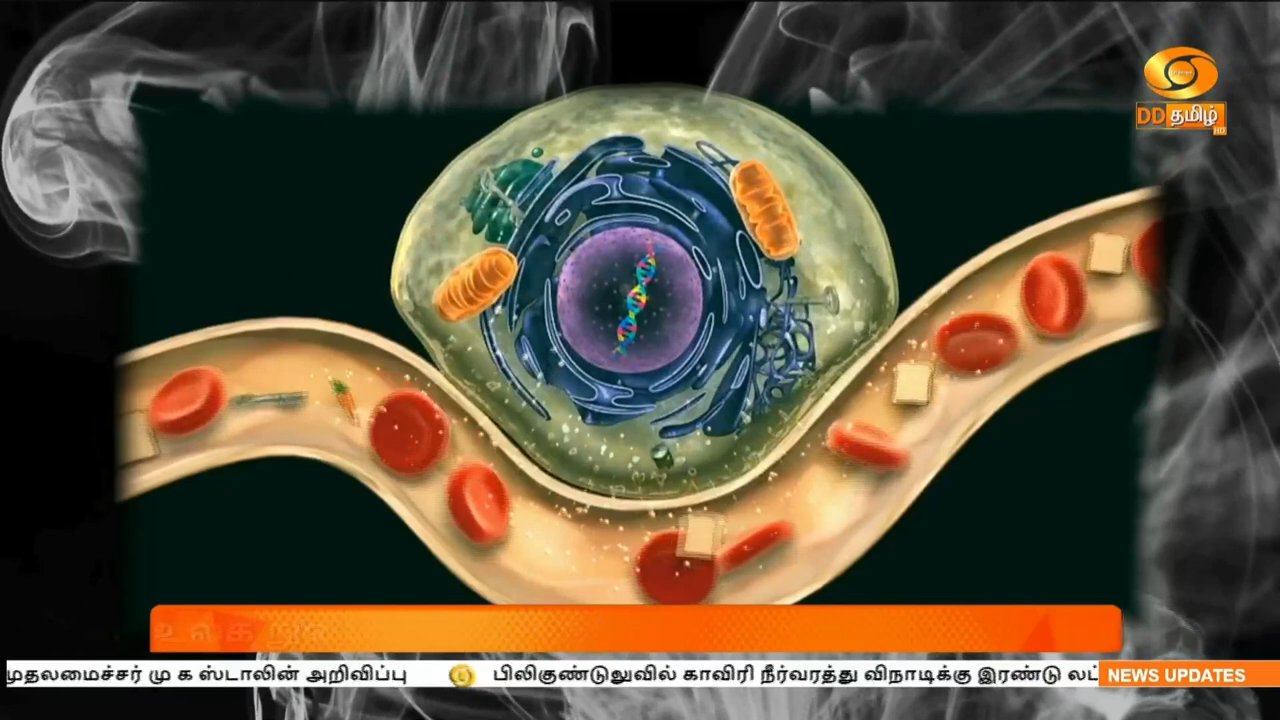 DD தமிழ் HD
முதலமைச்சர் மு க ஸ்டாலின் அறிவிப்பு பிலிகுண்டுலுவில் காவிரி நீர்வரத்து விநாடிக்கு இரண்டு லட் NEWS UPDATES